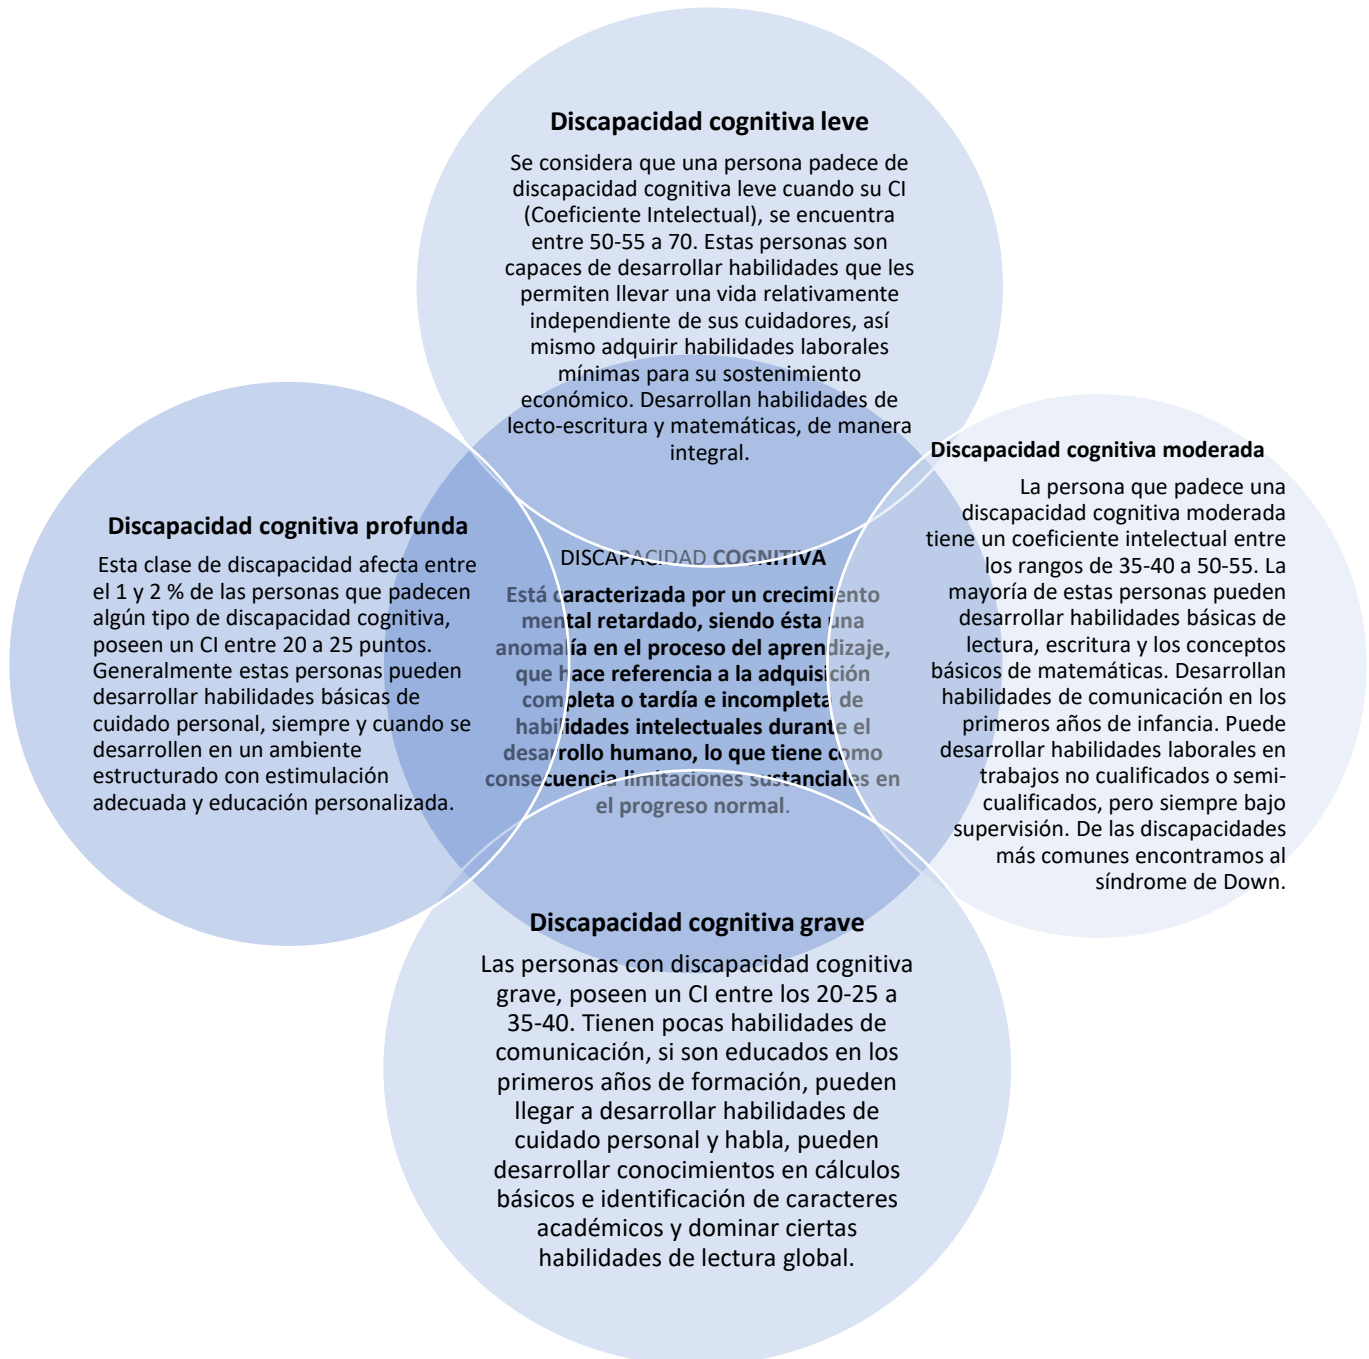 Discapacidad cognitiva leve
Se considera que una persona padece de
discapacidad cognitiva leve cuando su CI
(Coeficiente Intelectual), se encuentra
entre 50-55 a 70. Estas personas son
capaces de desarrollar habilidades que les
permiten llevar una vida relativamente
independiente de sus cuidadores, así
mismo adquirir habilidades laborales
mínimas para su sostenimiento
económico. Desarrollan habilidades de
lecto-escritura y matemáticas, de manera
integral.
Discapacidad cognitiva profunda
Esta clase de discapacidad afecta entre
el 1 y 2 % de las personas que padecen
algún tipo de discapacidad cognitiva,
poseen un CI entre 20 a 25 puntos.
Generalmente estas personas pueden
desarrollar habilidades básicas de
cuidado personal, siempre y cuando se
desarrollen en un ambiente
estructurado con estimulación
adecuada y educación personalizada.
DISCAPACIDAD COGNITIVA
Está caracterizada por un crecimiento
mental retardado, siendo ésta una
anomalía en el proceso del aprendizaje,
que hace referencia a la adquisición
completa o tardía e incompleta de
habilidades intelectuales durante el
desarrollo humano, lo que tiene como
consecuencia limitaciones sustanciales en
el progreso normal.
Discapacidad cognitiva moderada
La persona que padece una
discapacidad cognitiva moderada
tiene un coeficiente intelectual entre
los rangos de 35-40 a 50-55. La
mayoría de estas personas pueden
desarrollar habilidades básicas de
lectura, escritura y los conceptos
básicos de matemáticas. Desarrollan
habilidades de comunicación en los
primeros años de infancia. Puede
desarrollar habilidades laborales en
trabajos no cualificados o semi-
cualificados, pero siempre bajo
supervisión. De las discapacidades
más comunes encontramos al
síndrome de Down.
Discapacidad cognitiva grave
Las personas con discapacidad cognitiva
grave, poseen un CI entre los 20-25 a
35-40. Tienen pocas habilidades de
comunicación, si son educados en los
primeros años de formación, pueden
llegar a desarrollar habilidades de
cuidado personal y habla, pueden
desarrollar conocimientos en cálculos
básicos e identificación de caracteres
académicos y dominar ciertas
habilidades de lectura global.